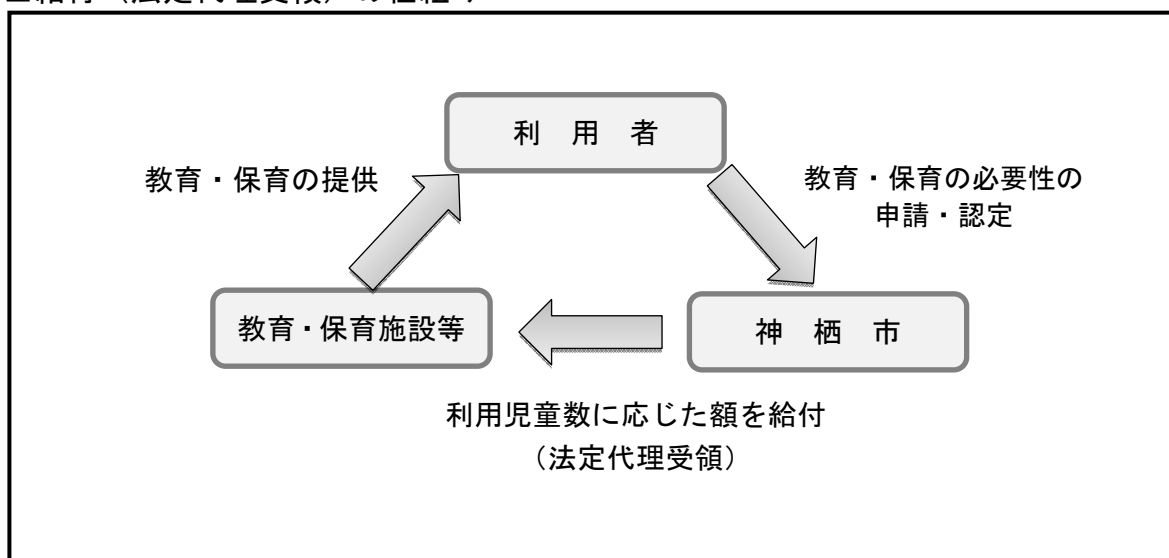 利　用　者
教育・保育の提供
教育・保育の必要性の
申請・認定
教育・保育施設等
神　栖　市
利用児童数に応じた額を給付
（法定代理受領）